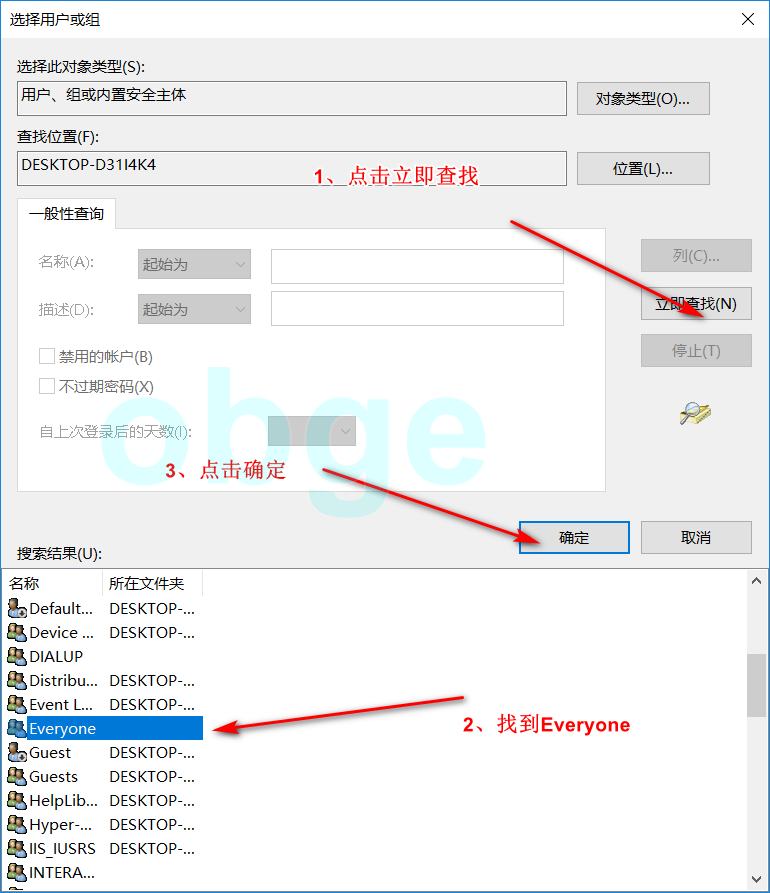 选择用户或组
选择此对象类型(S):
用户、组或内置安全主体
对象类型(O)...
查找位置(F):
DESKTOP-D31I4K4
位置(L)...
1、点击立即查找
一般性查询
名称(A):
起始为
列(C)...
描述(D):
起始为
立即查找(N)
停止(T)
禁用的帐户(B)
不过期密码(X)
自上次登录后的天数(I):
obge
3、点击确定
确定
取消
搜索结果(U):
名称 所在文件夹
Default... DESKTOP-...
Device ... DESKTOP-...
DIALUP
Distribu... DESKTOP-...
Event L... DESKTOP-...
Everyone
2、找到Everyone
Guest DESKTOP-...
Guests DESKTOP-...
HelpLib... DESKTOP-...
Hyper-... DESKTOP-...
IIS_IUSRS DESKTOP-...
INTERA...